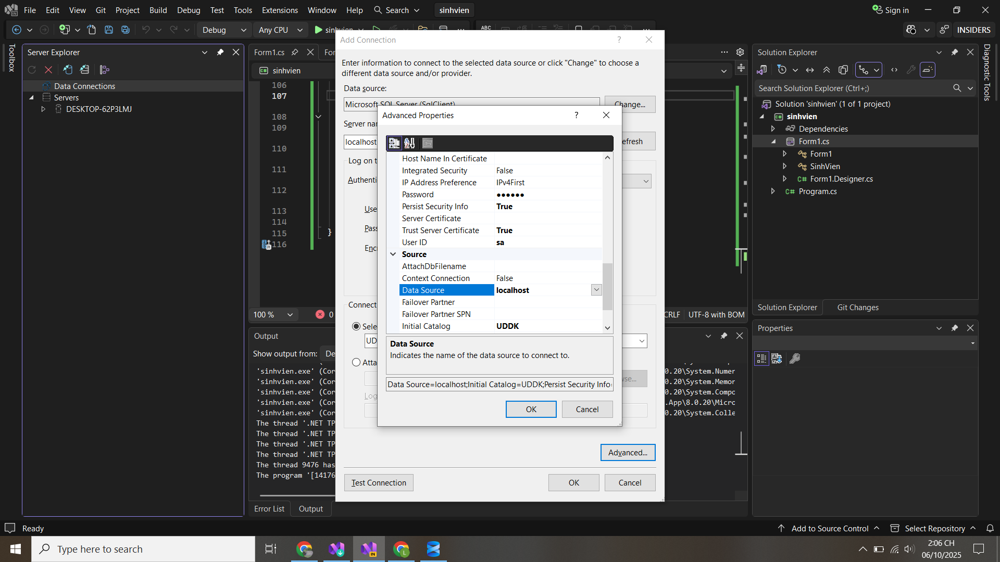 File Edit View Git Project Build Debug Test Tools Extensions Window Help Search sinhvien Sign in
Debug Any CPU sinhvien INSIDERS
Toolbox
Server Explorer
Data Connections
Servers
DESKTOP-62P3LMJ
Form1.cs For
sinhvien
106
107
108
109
110
111
112
113
114
115 }
116
100 % 0
CRLF UTF-8 with BOM
Output
Show output from: De
'sinhvien.exe' (Cor
'sinhvien.exe' (Cor
'sinhvien.exe' (Cor
'sinhvien.exe' (Cor
'sinhvien.exe' (Cor
The thread '.NET TP
The thread '.NET TP
The thread '.NET TP
The thread '.NET TP
The thread 9476 has
The program '[14176
0.20\System.Numer
0.20\System.Memor
0.20\System.Compo
.App\8.0.20\Micro
0.20\System.Colle
Error List Output
Add Connection ?
Enter information to connect to the selected data source or click "Change" to choose a
different data source and/or provider.
Data source:
Microsoft SQL Server (SqlClient) Change...
Server nam
localhost efresh
Log on t
Authenti
Use
Pass
Enc
Connect
Sele
UD
Atta
wse...
Log
Advanced...
Test Connection OK Cancel
Advanced Properties ?
Host Name In Certificate
Integrated Security False
IP Address Preference IPv4First
Password ●●●●●●
Persist Security Info True
Server Certificate
Trust Server Certificate True
User ID sa
Source
AttachDbFilename
Context Connection False
Data Source localhost
Failover Partner
Failover Partner SPN
Initial Catalog UDDK
Data Source
Indicates the name of the data source to connect to.
Data Source=localhost;Initial Catalog=UDDK;Persist Security Info=
OK Cancel
Solution Explorer
Search Solution Explorer (Ctrl+;)
Solution 'sinhvien' (1 of 1 project)
sinhvien
Dependencies
Form1.cs
Form1
SinhVien
Form1.Designer.cs
Program.cs
Solution Explorer Git Changes
Properties
Diagnostic Tools
Ready Add to Source Control Select Repository
Type here to search
2:06 CH
06/10/2025